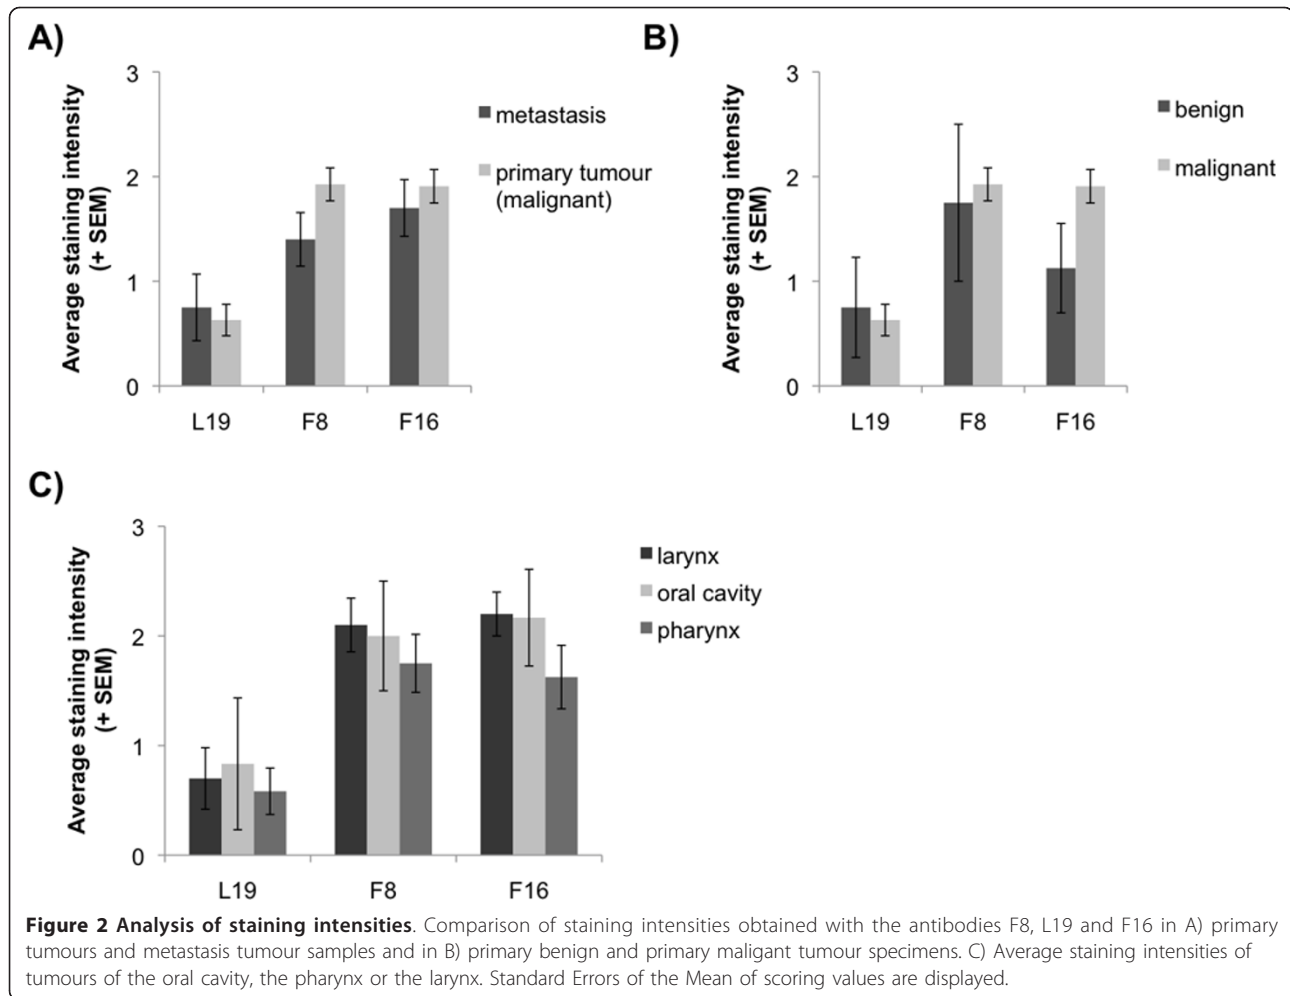 A)
Average staining intensity
(+ SEM)
3
2
1
0
L19
F8
F16
metastasis
primary tumour
(malignant)
B)
Average staining intensity
(+ SEM)
3
2
1
0
L19
F8
F16
benign
malignant
C)
Average staining intensity
(+ SEM)
3
2
1
0
L19
F8
F16
larynx
oral cavity
pharynx
Figure 2 Analysis of staining intensities. Comparison of staining intensities obtained with the antibodies F8, L19 and F16 in A) primary
tumours and metastasis tumour samples and in B) primary benign and primary maligant tumour specimens. C) Average staining intensities of
tumours of the oral cavity, the pharynx or the larynx. Standard Errors of the Mean of scoring values are displayed.